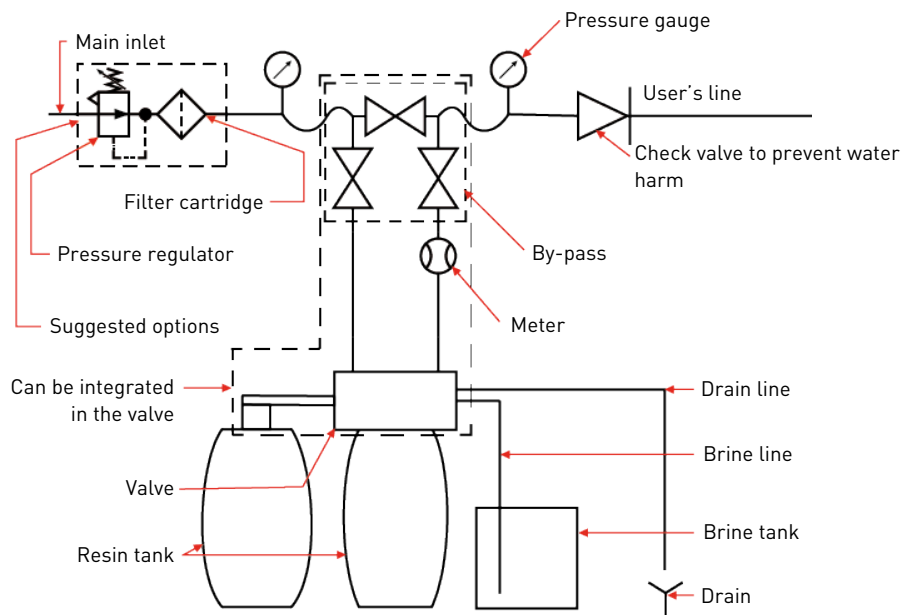 Pressure gauge
Main inlet
User's line
Check valve to prevent water
harm
Filter cartridge
Pressure regulator
By-pass
Suggested options
Meter
Can be integrated
in the valve
Drain line
Brine line
Valve
Brine tank
Resin tank
Drain